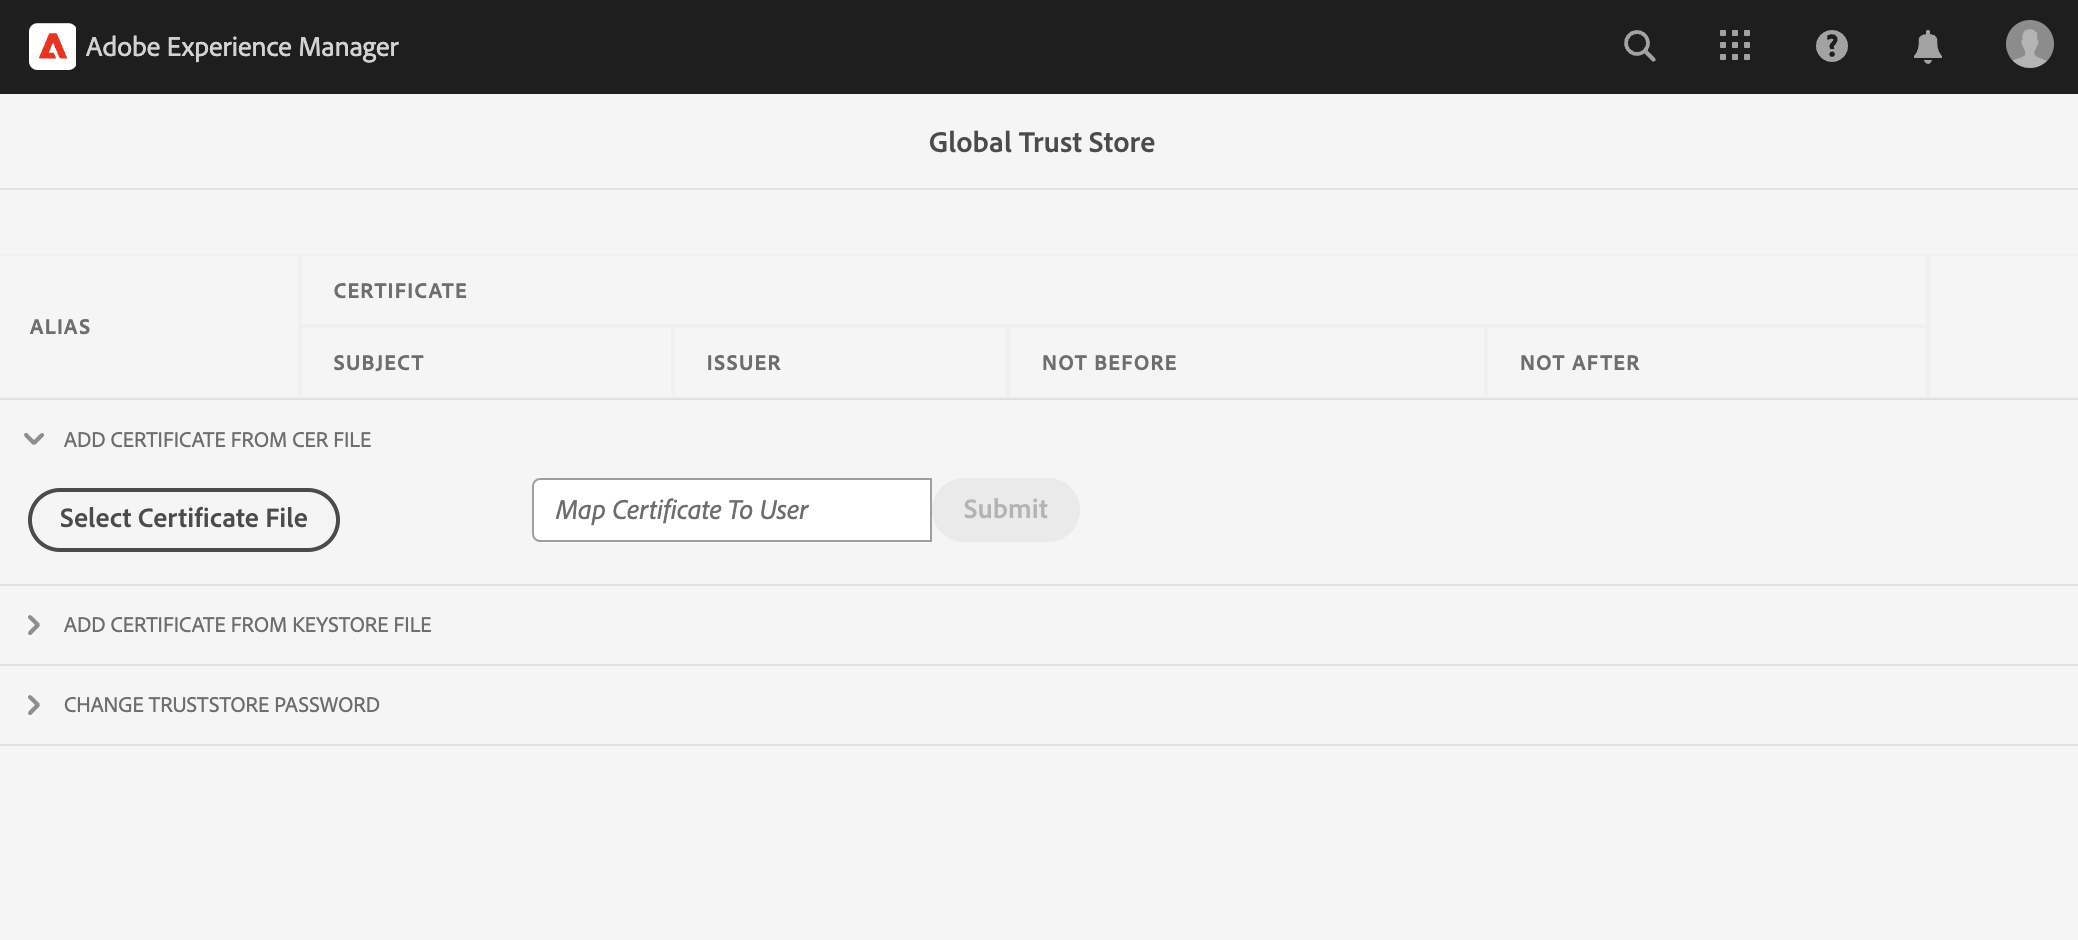 Adobe Experience Manager
Global Trust Store
ALIAS
CERTIFICATE
SUBJECT
ISSUER
NOT BEFORE
NOT AFTER
ADD CERTIFICATE FROM CER FILE
Select Certificate File
Map Certificate To User
Submit
ADD CERTIFICATE FROM KEYSTORE FILE
CHANGE TRUSTSTORE PASSWORD